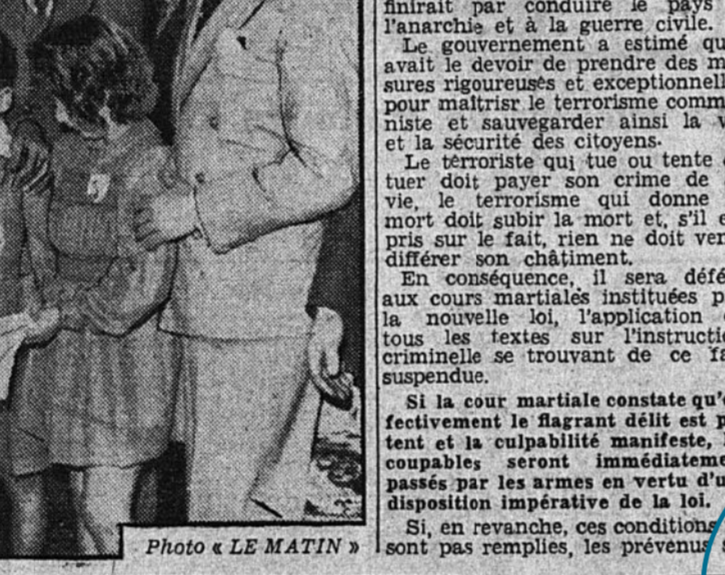 finirait par conduire le pays
l'anarchie et à la guerre civile.
Le gouvernement a estimé qu
avait le devoir de prendre des m
sures rigoureuses et exceptionnell
pour maîtrisr le terrorisme comm
niste et sauvegarder ainsi la v
et la sécurité des citoyens.
Le terroriste qui tue ou tente
tuer doit payer son crime de
vie, le terrorisme qui donne
mort doit subir la mort et, s'il e
pris sur le fait, rien ne doit ven
différer son châtiment.
En conséquence, il sera défé
aux cours martiales instituées p
la nouvelle loi, l'application
tous les textes sur l'instructi
criminelle se trouvant de ce fa
suspendue.
Si la cour martiale constate qu'e
fectivement le flagrant délit est p
tent et la culpabilité manifeste,
coupables seront immédiateme
passés par les armes en vertu d'u
disposition impérative de la loi.
Si, en revanche, ces conditions
sont pas remplies, les prévenus s
Photo « LE MATIN »